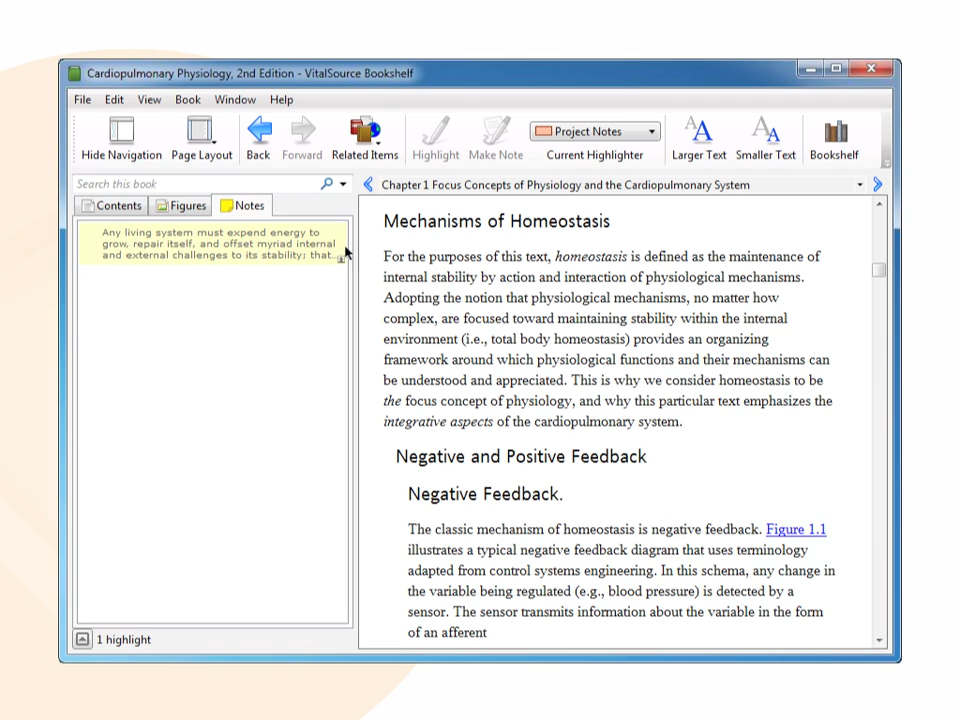 Cardiopulmonary Physiology, 2nd Edition - VitalSource Bookshelf
File Edit View Book Window Help
Hide Navigation Page Layout Back Forward Related Items Highlight Make Note Project Notes Current Highlighter Larger Text Smaller Text Bookshelf
Search this book
Chapter 1 Focus Concepts of Physiology and the Cardiopulmonary System
Contents Figures Notes
Any living system must expend energy to
grow, repair itself, and offset myriad internal
and external challenges to its stability; that...
1 highlight
Mechanisms of Homeostasis
For the purposes of this text, homeostasis is defined as the maintenance of
internal stability by action and interaction of physiological mechanisms.
Adopting the notion that physiological mechanisms, no matter how
complex, are focused toward maintaining stability within the internal
environment (i.e., total body homeostasis) provides an organizing
framework around which physiological functions and their mechanisms can
be understood and appreciated. This is why we consider homeostasis to be
the focus concept of physiology, and why this particular text emphasizes the
integrative aspects of the cardiopulmonary system.
Negative and Positive Feedback
Negative Feedback.
The classic mechanism of homeostasis is negative feedback. Figure 1.1
illustrates a typical negative feedback diagram that uses terminology
adapted from control systems engineering. In this schema, any change in
the variable being regulated (e.g., blood pressure) is detected by a
sensor. The sensor transmits information about the variable in the form
of an afferent